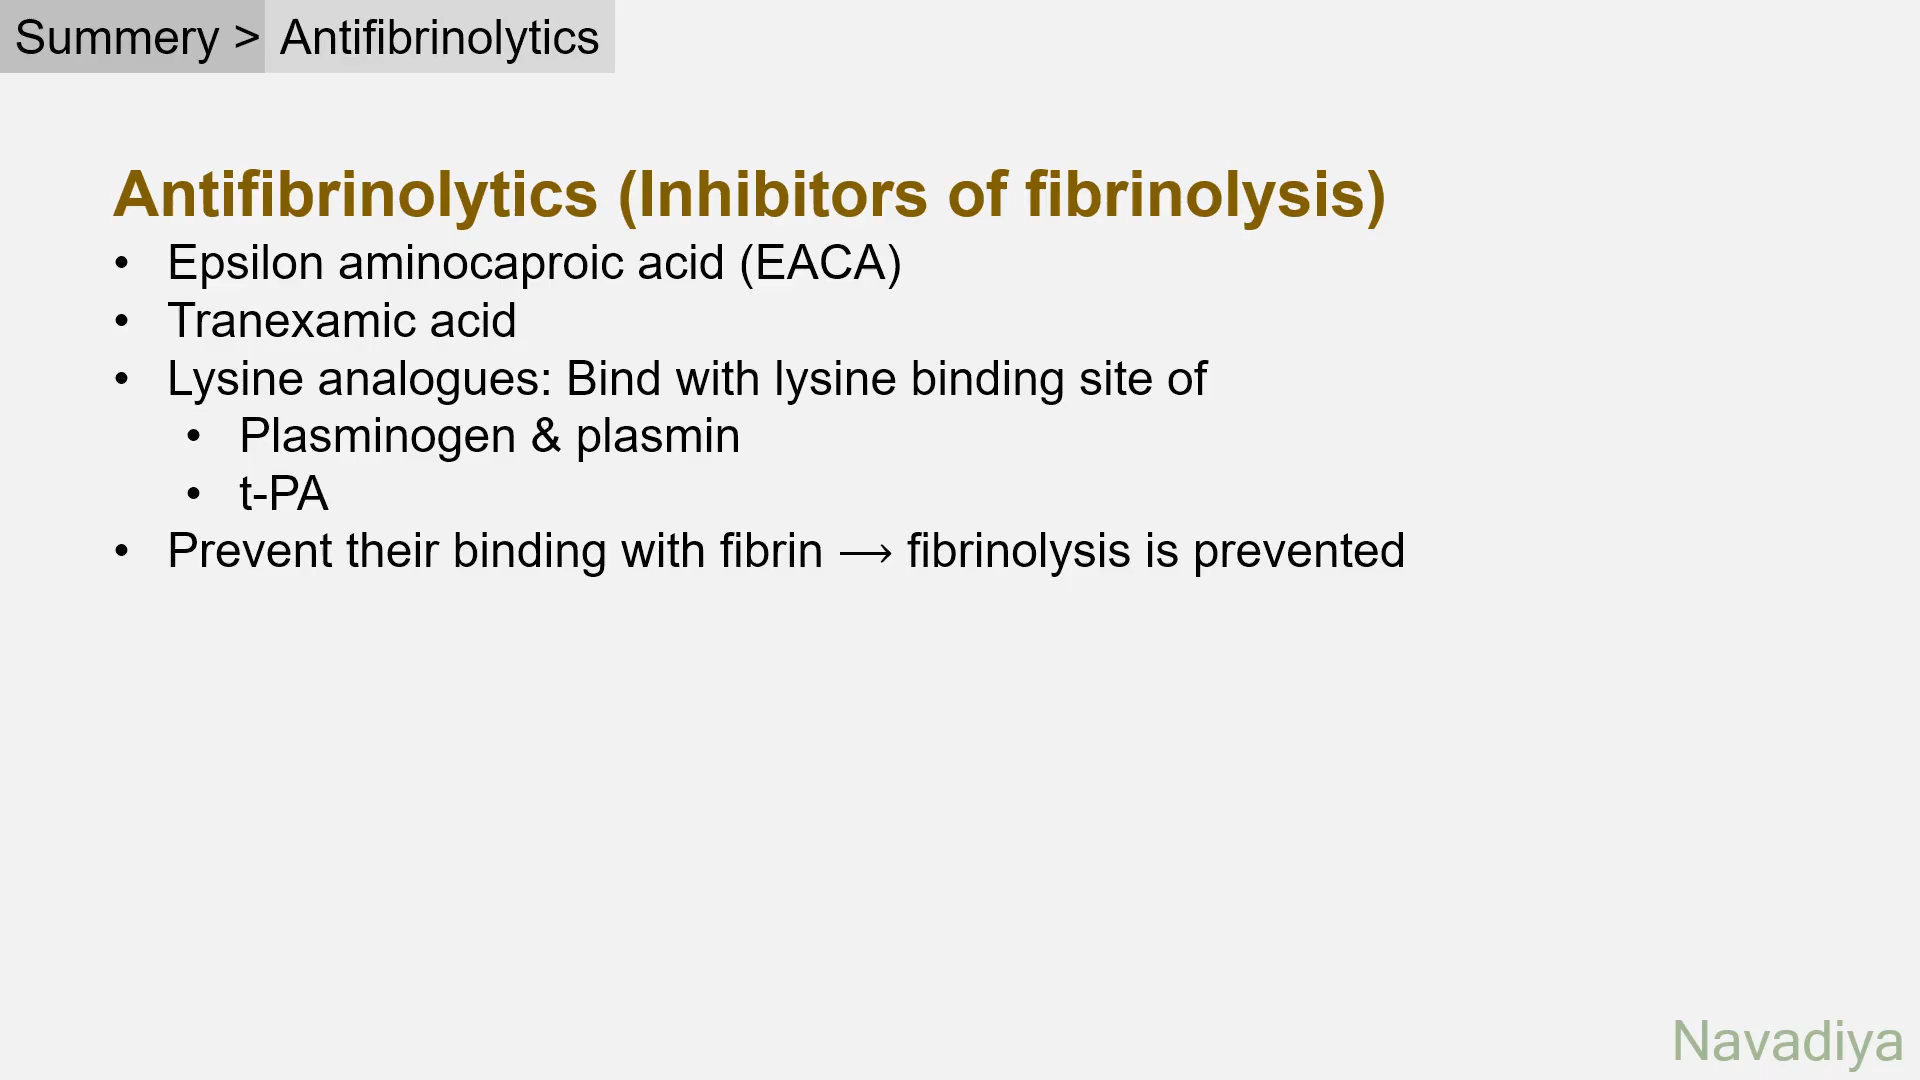 Summery > Antifibrinolytics
Antifibrinolytics (Inhibitors of fibrinolysis)
• Epsilon aminocaproic acid (EACA)
• Tranexamic acid
• Lysine analogues: Bind with lysine binding site of
• Plasminogen & plasmin
• t-PA
• Prevent their binding with fibrin ⟶ fibrinolysis is prevented
Navadiya